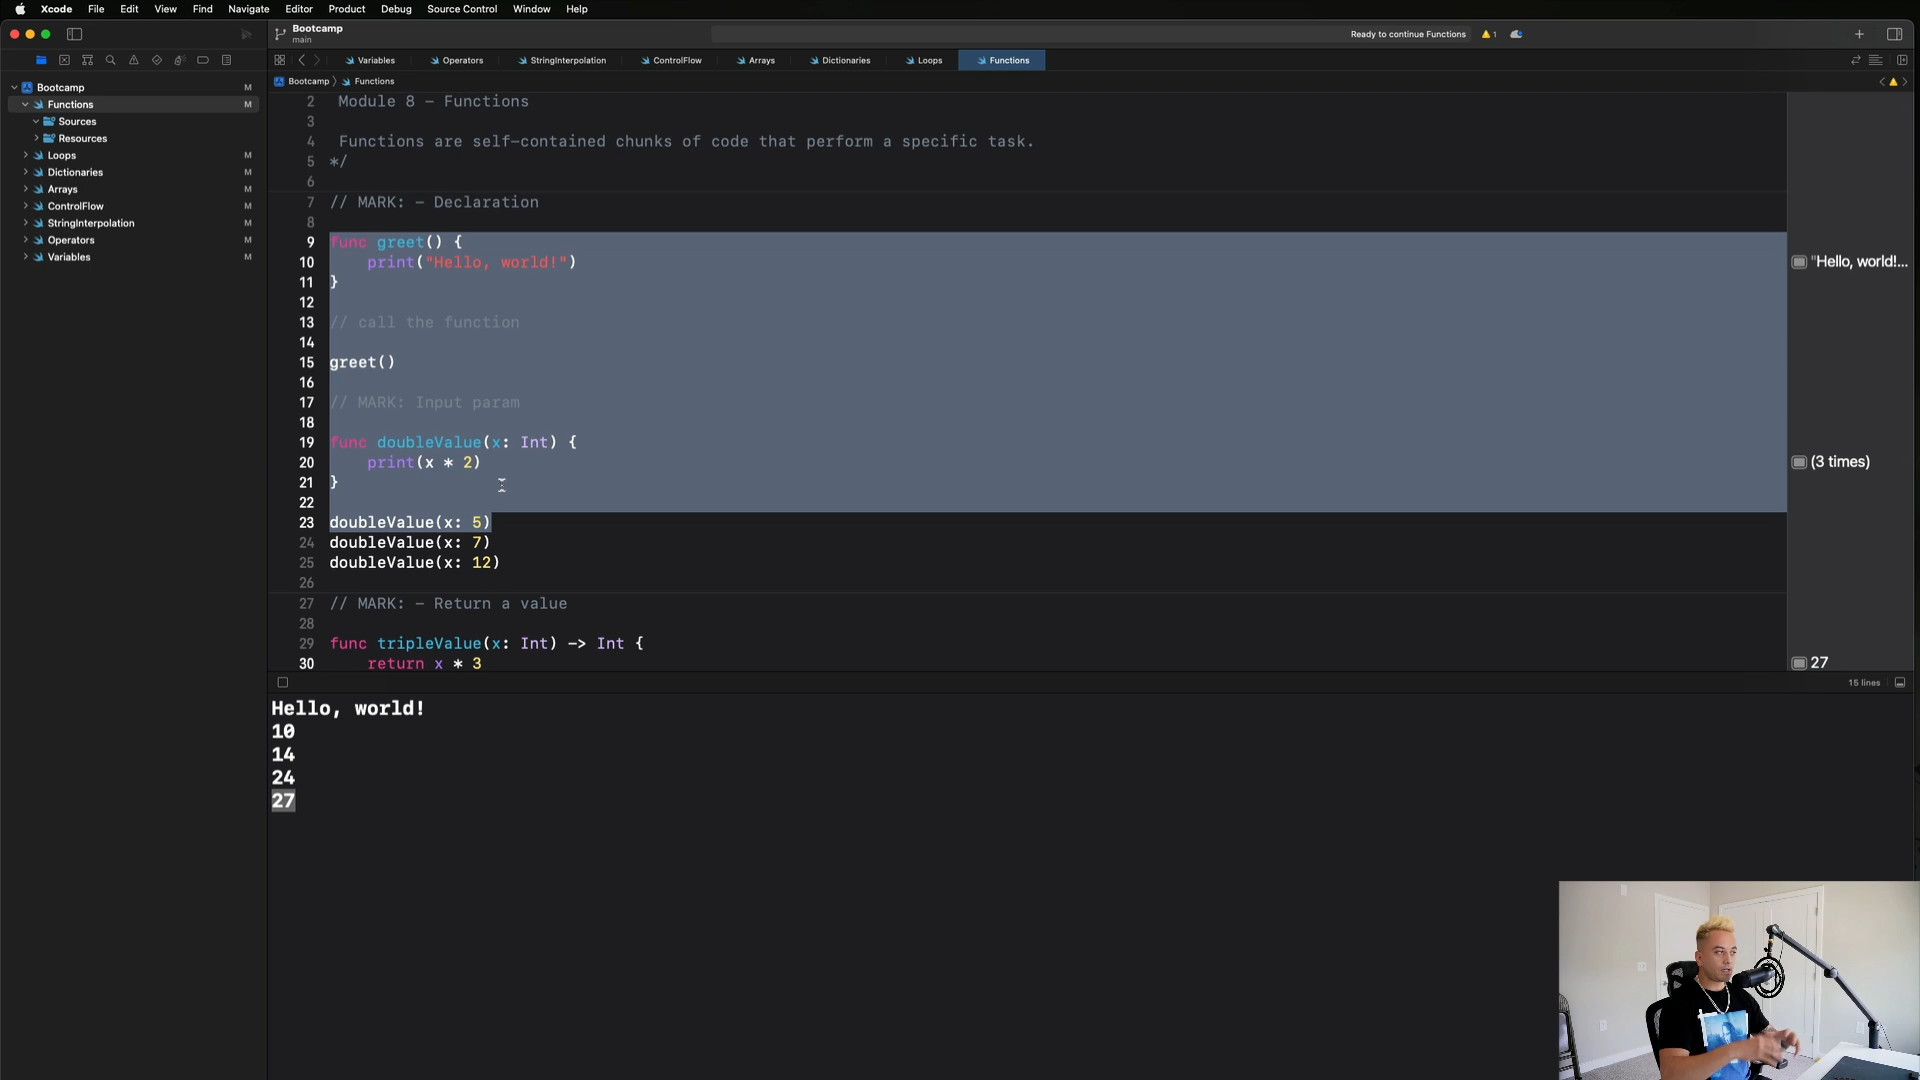 Xcode File Edit View Find Navigate Editor Product Debug Source Control Window Help
Bootcamp
main
Ready to continue Functions
1
Variables Operators StringInterpolation ControlFlow Arrays Dictionaries Loops Functions
Bootcamp Functions
Bootcamp M
Functions M
Sources
Resources
Loops M
Dictionaries M
Arrays M
ControlFlow M
StringInterpolation M
Operators M
Variables M
2 Module 8 - Functions
3
4 Functions are self-contained chunks of code that perform a specific task.
5 */
6
7 // MARK: - Declaration
8
9 func greet() {
10 print("Hello, world!")
11 }
12
13 // call the function
14
15 greet()
16
17 // MARK: Input param
18
19 func doubleValue(x: Int) {
20 print(x * 2)
21 }
22
23 doubleValue(x: 5)
24 doubleValue(x: 7)
25 doubleValue(x: 12)
26
27 // MARK: - Return a value
28
29 func tripleValue(x: Int) -> Int {
30 return x * 3
"Hello, world!...
(3 times)
27
15 lines
Hello, world!
10
14
24
27